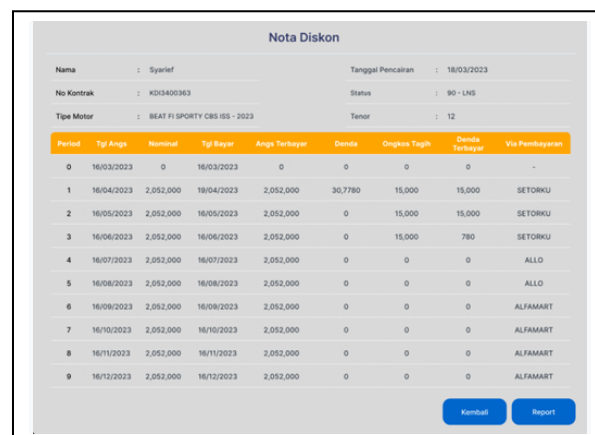 Nota Diskon
Nama : Syarief Tanggal Pencairan : 18/03/2023
No Kontrak : KDI3400363 Status : 90 - LNS
Tipe Motor : BEAT FI SPORTY CBS ISS - 2023 Tenor : 12
Period Tgl Angs Nominal Tgl Bayar Angs Terbayar Denda Ongkos Tagih Denda Terbayar Via Pembayaran
0 16/03/2023 0 16/03/2023 0 0 0 0 -
1 16/04/2023 2,052,000 19/04/2023 2,052,000 30,7780 15,000 15,000 SETORKU
2 16/05/2023 2,052,000 16/05/2023 2,052,000 0 15,000 15,000 SETORKU
3 16/06/2023 2,052,000 16/06/2023 2,052,000 0 15,000 780 SETORKU
4 16/07/2023 2,052,000 16/07/2023 2,052,000 0 0 0 ALLO
5 16/08/2023 2,052,000 16/08/2023 2,052,000 0 0 0 ALLO
6 16/09/2023 2,052,000 16/09/2023 2,052,000 0 0 0 ALFAMART
7 16/10/2023 2,052,000 16/10/2023 2,052,000 0 0 0 ALFAMART
8 16/11/2023 2,052,000 16/11/2023 2,052,000 0 0 0 ALFAMART
9 16/12/2023 2,052,000 16/12/2023 2,052,000 0 0 0 ALFAMART
Kembali Report